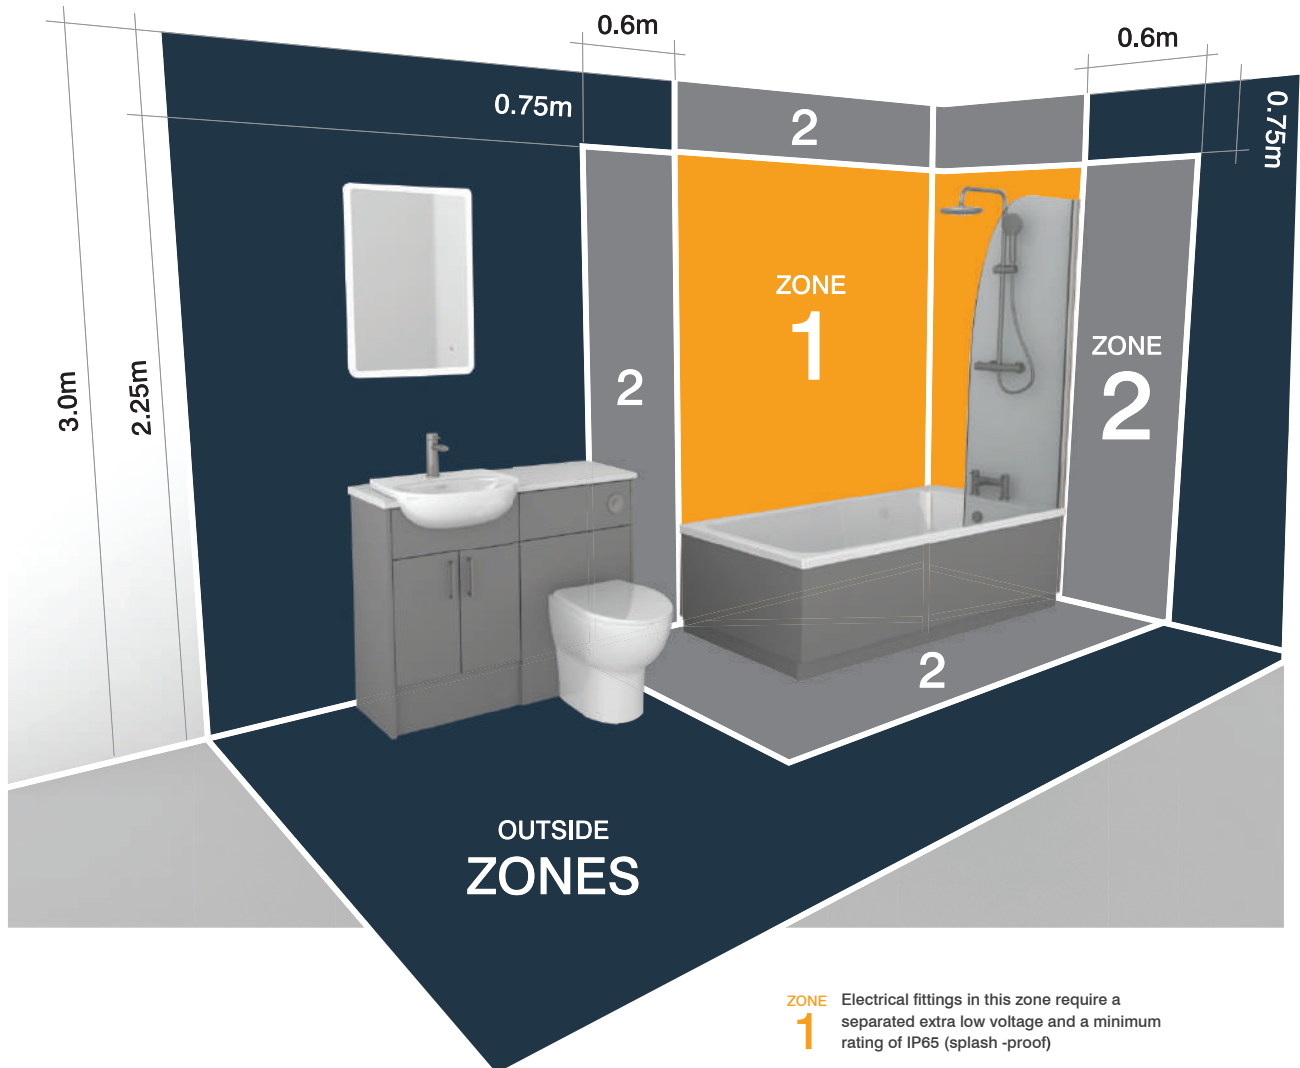 0.6m
0.6m
0.75m
2
0.75m
ZONE
1
ZONE
2
2
3.0m
2.25m
2
OUTSIDE
ZONES
ZONE
1
Electrical fittings in this zone require a
separated extra low voltage and a minimum
rating of IP65 (splash -proof)